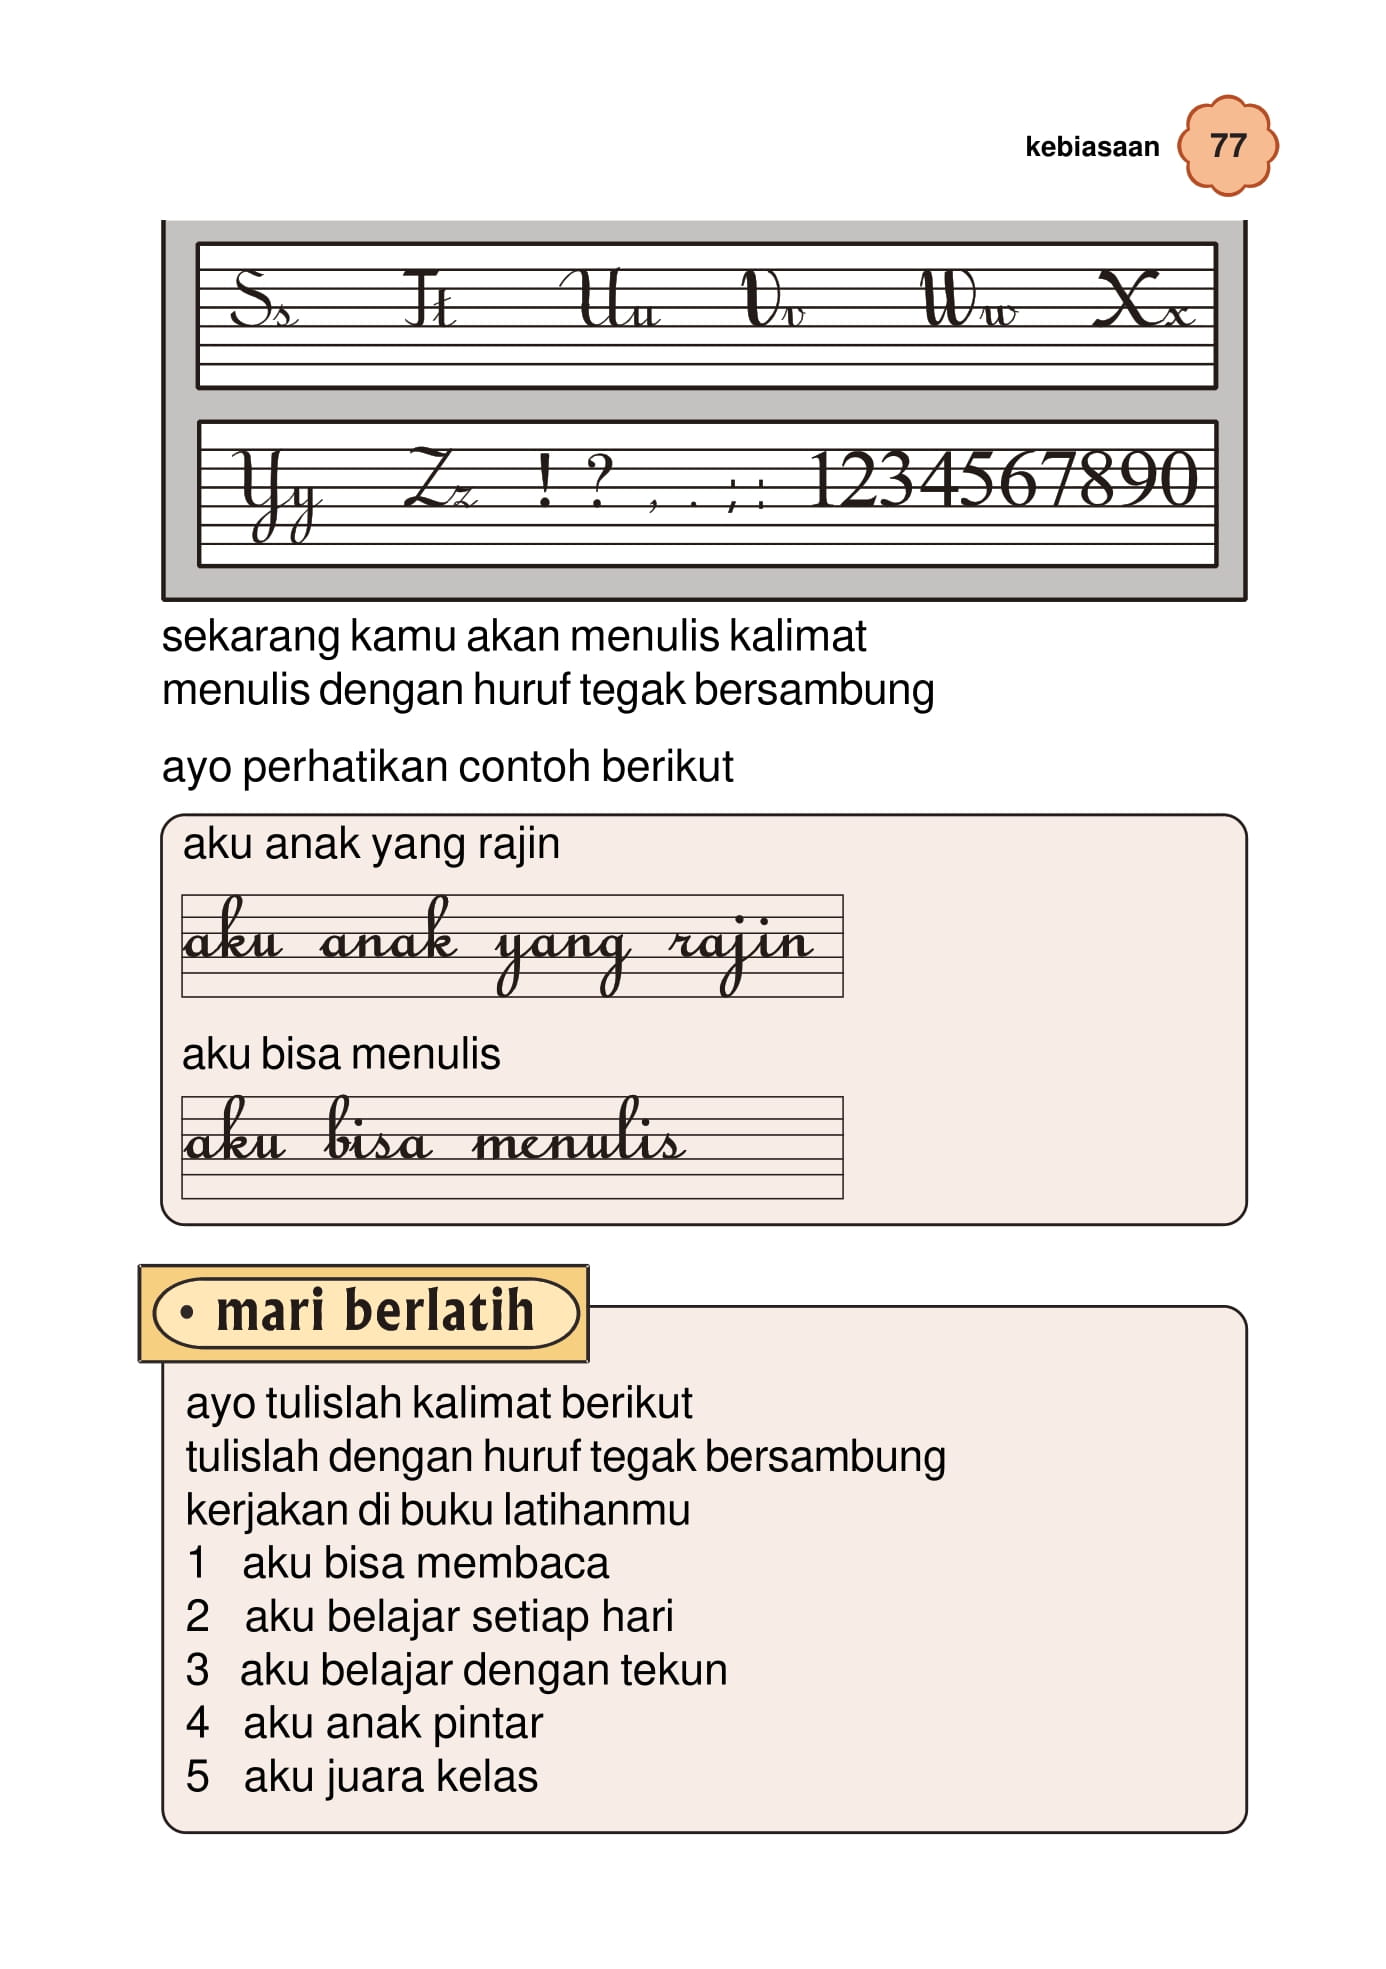 kebiasaan 77
Ss Tt Uu Vv Ww Xx
Yy Zz ! ? , . ; : 1234567890
sekarang kamu akan menulis kalimat
menulis dengan huruf tegak bersambung
ayo perhatikan contoh berikut
aku anak yang rajin
aku anak yang rajin
aku bisa menulis
aku bisa menulis
• mari berlatih
ayo tulislah kalimat berikut
tulislah dengan huruf tegak bersambung
kerjakan di buku latihanmu
1 aku bisa membaca
2 aku belajar setiap hari
3 aku belajar dengan tekun
4 aku anak pintar
5 aku juara kelas